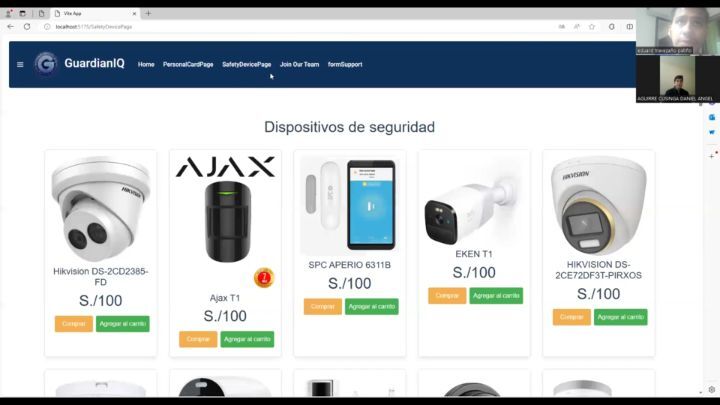 Vite App
localhost:5175/SafetyDevicePage
GuardianIQ
Home
PersonalCardPage
SafetyDevicePage
Join Our Team
formSupport
AGUIRRE CUSINGA DANIEL ANGEL
Dispositivos de seguridad
HIKVISION
Hikvision DS-2CD2385-
FD
S./100
Comprar
Agregar al carrito
AJAX
Ajax T1
S./100
Comprar
Agregar al carrito
SPC APERIO 6311B
S./100
Comprar
Agregar al carrito
EKEN T1
S./100
Comprar
Agregar al carrito
HIKVISION
HIKVISION DS-
2CE72DF3T-PIRXOS
S./100
Comprar
Agregar al carrito